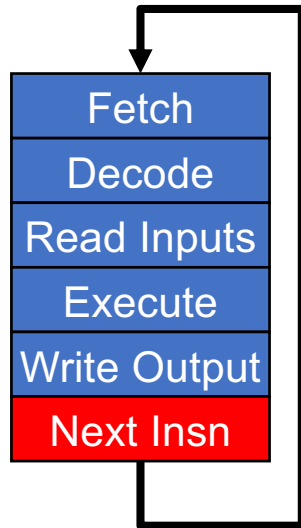 Fetch
Decode
Read Inputs
Execute
Write Output
Next Insn